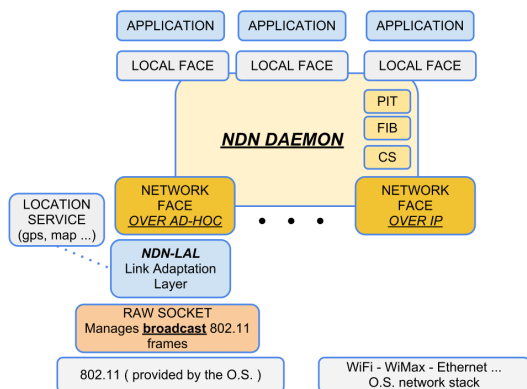 APPLICATION
APPLICATION
APPLICATION
LOCAL FACE
LOCAL FACE
LOCAL FACE
NDN DAEMON
PIT
FIB
CS
NETWORK
FACE
OVER AD-HOC
• • •
NETWORK
FACE
OVER IP
LOCATION
SERVICE
(gps, map ...)
NDN-LAL
Link Adaptation
Layer
RAW SOCKET
Manages broadcast 802.11
frames
802.11 ( provided by the O.S. )
WiFi - WiMax - Ethernet ...
O.S. network stack